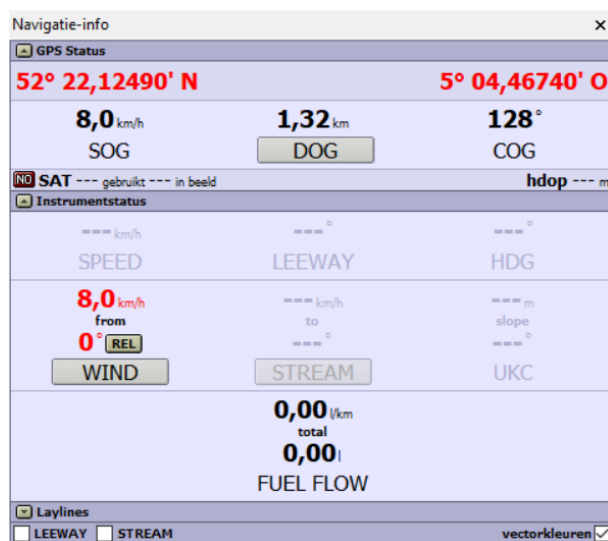 Navigatie-info ×
GPS Status
52° 22,12490' N 5° 04,46740' O
8,0 km/h 1,32 km 128°
SOG DOG COG
NO SAT --- gebruikt --- in beeld hdop --- m
Instrumentstatus
--- km/h ---° ---°
SPEED LEEWAY HDG
8,0 km/h --- km/h --- m
from to slope
0° REL ---° ---°
WIND STREAM UKC
0,00 l/km
total
0,00 l
FUEL FLOW
Laylines
LEEWAY STREAM vectorkleuren